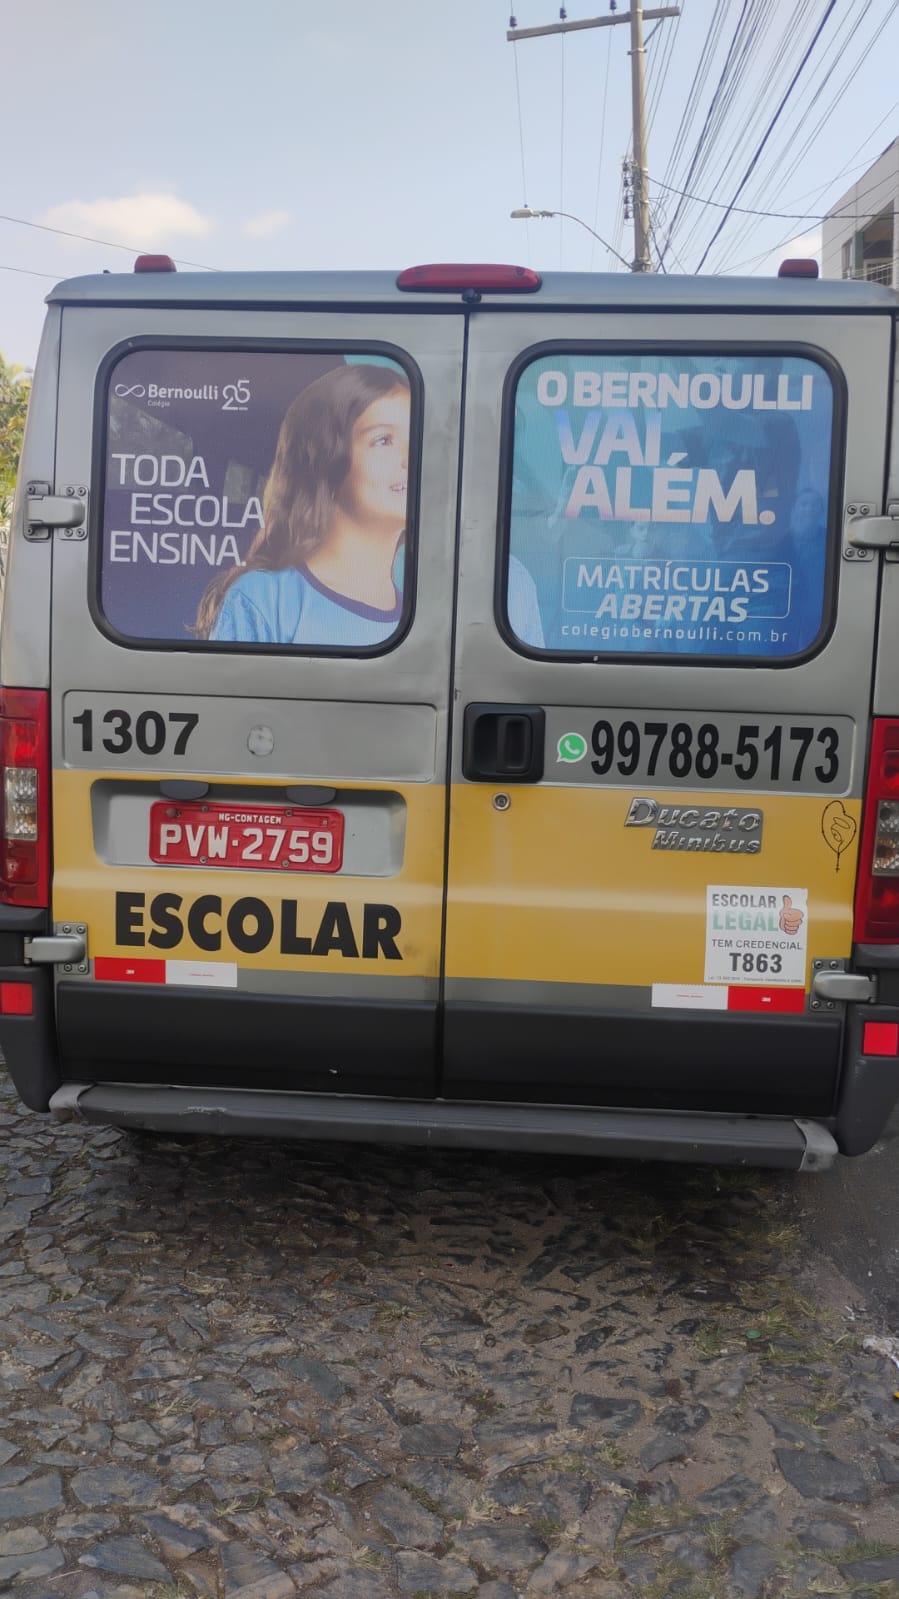 Bernoulli 25
Colégio
anos
TODA
ESCOLA
ENSINA.
O BERNOULLI
VAI
ALÉM.
MATRÍCULAS
ABERTAS
colegiobernoulli.com.br
1307
99788-5173
MG-CONTAGEM
PVW·2759
Ducato
Minibus
ESCOLAR
ESCOLAR
LEGAL
TEM CREDENCIAL
T863